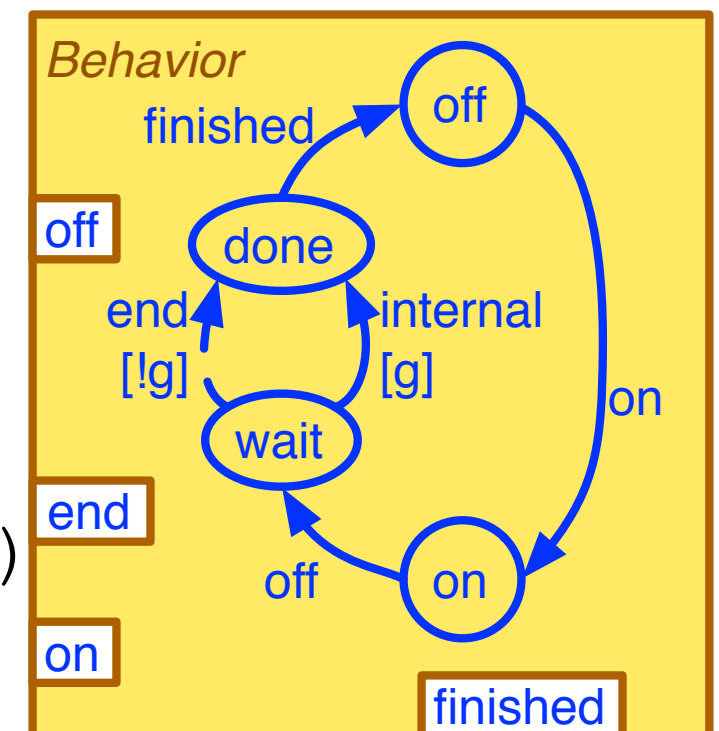 Behavior
off
finished
off
done
end
[!g]
internal
[g]
on
wait
end
)
off
on
on
finished